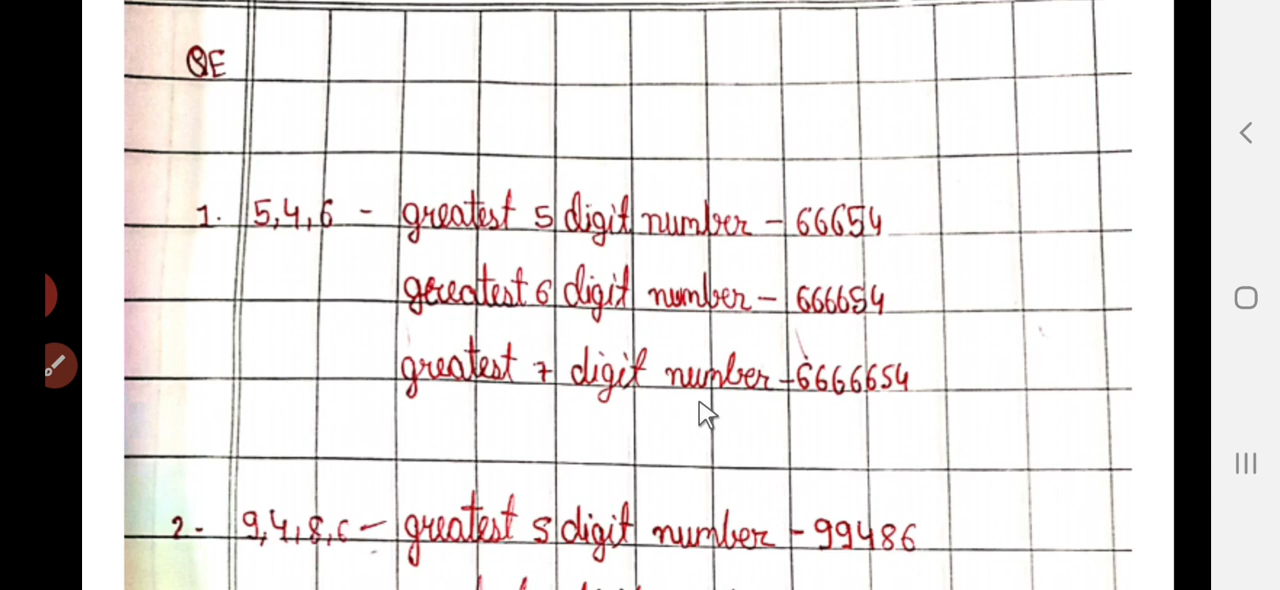 QE
1. 5,4,6 - greatest 5 digit number - 66654
greatest 6 digit number - 666654
greatest 7 digit number - 6666654
2 - 9,4,8,6 - greatest 5 digit number - 99486